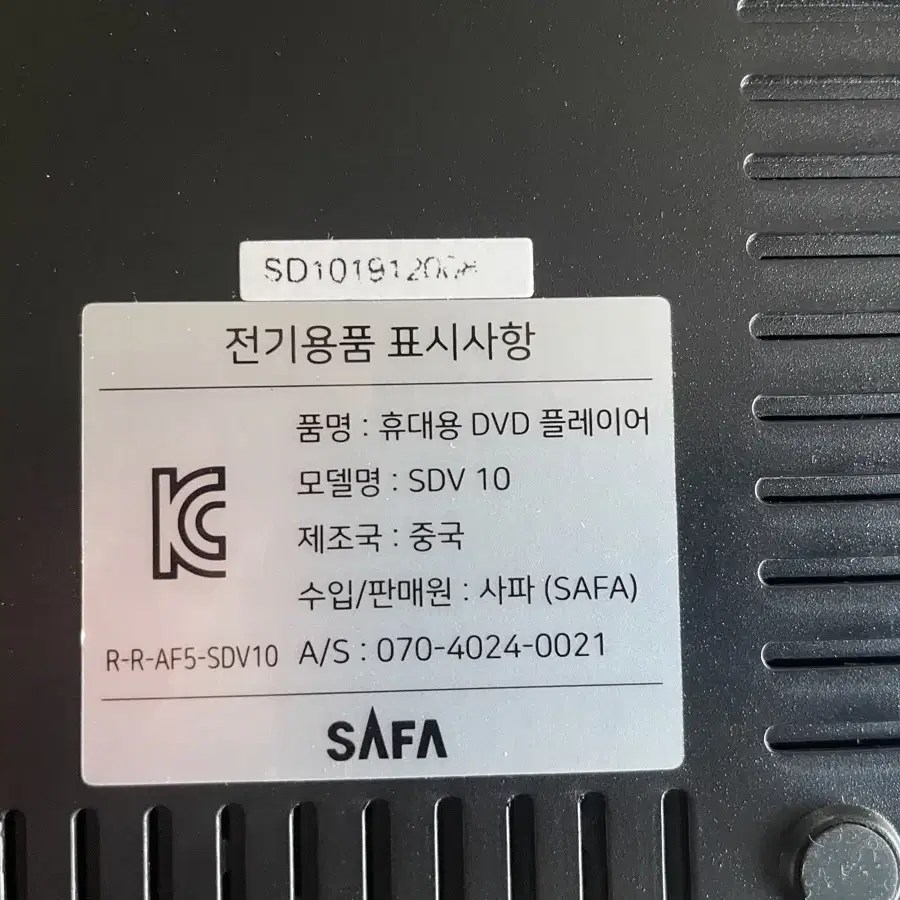 전기용품 표시사항
품명 : 휴대용 DVD 플레이어
모델명 : SDV 10
제조국 : 중국
수입/판매원 : 사파 (SAFA)
R-R-AF5-SDV10
A/S : 070-4024-0021
SAFA